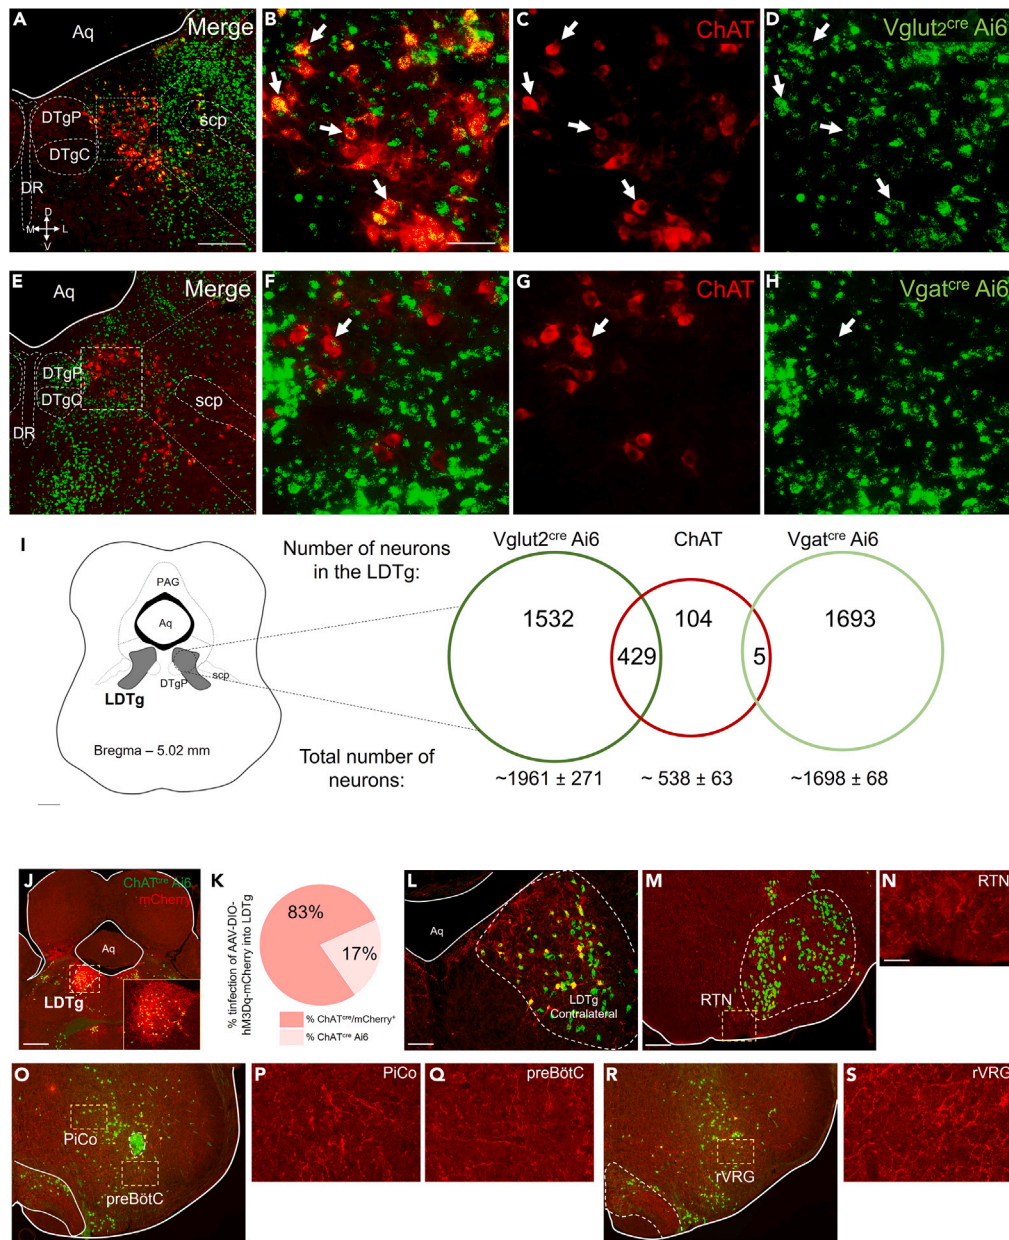 A
Aq
Merge
DTgP
DTgC
scp
DR
D
M
L
V
B
C
ChAT
D
Vglut2cre Ai6
E
Aq
Merge
DTgP
DTgC
scp
DR
F
G
ChAT
H
Vgatcre Ai6
I
Number of neurons
in the LDTg:
Vglut2cre Ai6
ChAT
Vgatcre Ai6
PAG
Aq
DTgP
scp
LDTg
Bregma – 5.02 mm
1532
429
104
5
1693
Total number of
neurons:
~1961 ± 271
~ 538 ± 63
~1698 ± 68
J
ChATcre Ai6
mCherry
Aq
LDTg
K
% tinfection of AAV-DIO-
hM3Dq-mCherry into LDTg
83%
17%
% ChATcre/mCherry+
% ChATcre Ai6
L
Aq
LDTg
Contralateral
M
RTN
N
RTN
O
PiCo
preBötC
P
PiCo
Q
preBötC
R
rVRG
S
rVRG